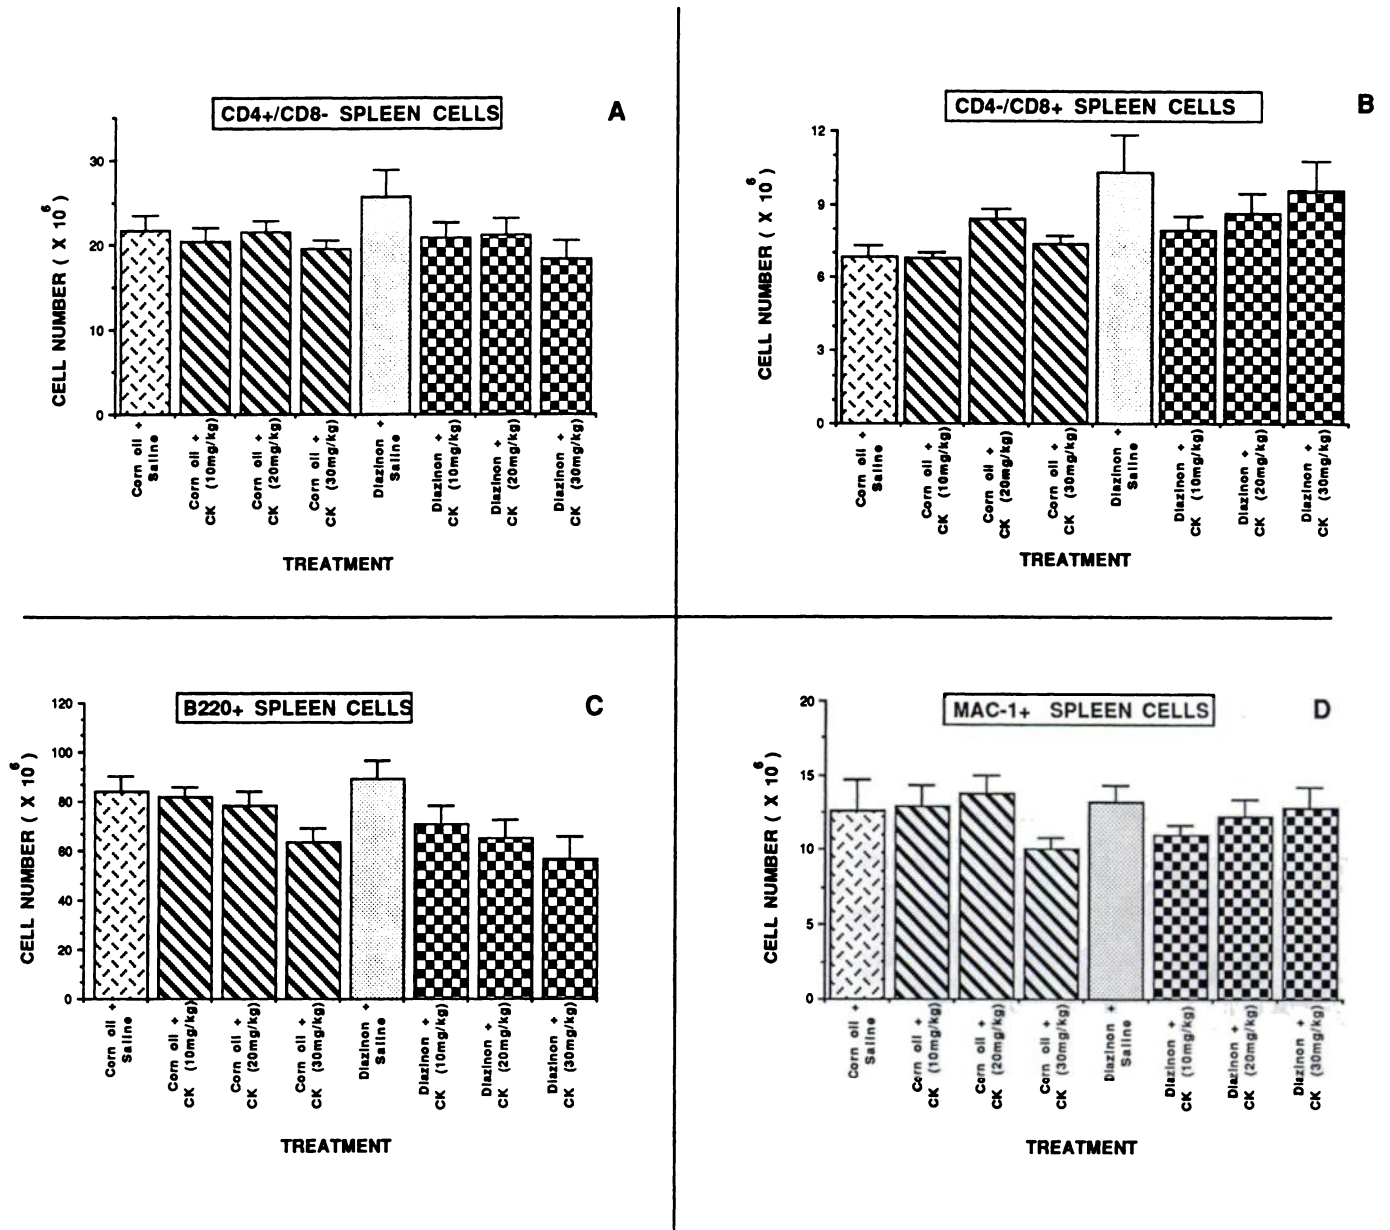 CD4+/CD8- SPLEEN CELLS
A
CELL NUMBER ( X 10^6 )
30
20
10
0
Corn oil +
Saline
Corn oil +
CK (10mg/kg)
Corn oil +
CK (20mg/kg)
Corn oil +
CK (30mg/kg)
Diazinon +
Saline
Diazinon +
CK (10mg/kg)
Diazinon +
CK (20mg/kg)
Diazinon +
CK (30mg/kg)
TREATMENT
CD4-/CD8+ SPLEEN CELLS
B
CELL NUMBER ( X 10^6 )
12
9
6
3
0
Corn oil +
Saline
Corn oil +
CK (10mg/kg)
Corn oil +
CK (20mg/kg)
Corn oil +
CK (30mg/kg)
Diazinon +
Saline
Diazinon +
CK (10mg/kg)
Diazinon +
CK (20mg/kg)
Diazinon +
CK (30mg/kg)
TREATMENT
B220+ SPLEEN CELLS
C
CELL NUMBER ( X 10^6 )
120
100
80
60
40
20
0
Corn oil +
Saline
Corn oil +
CK (10mg/kg)
Corn oil +
CK (20mg/kg)
Corn oil +
CK (30mg/kg)
Diazinon +
Saline
Diazinon +
CK (10mg/kg)
Diazinon +
CK (20mg/kg)
Diazinon +
CK (30mg/kg)
TREATMENT
MAC-1+ SPLEEN CELLS
D
CELL NUMBER ( X 10^6 )
20
15
10
5
0
Corn oil +
Saline
Corn oil +
CK (10mg/kg)
Corn oil +
CK (20mg/kg)
Corn oil +
CK (30mg/kg)
Diazinon +
Saline
Diazinon +
CK (10mg/kg)
Diazinon +
CK (20mg/kg)
Diazinon +
CK (30mg/kg)
TREATMENT